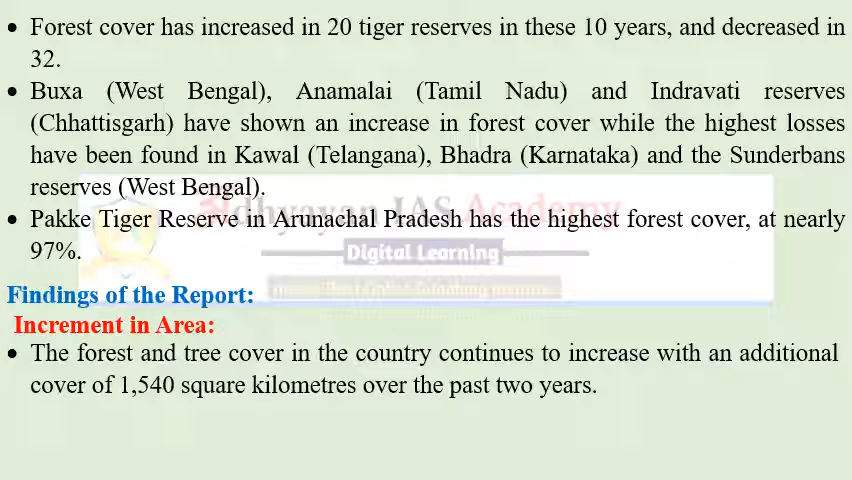 • Forest cover has increased in 20 tiger reserves in these 10 years, and decreased in
32.
• Buxa (West Bengal), Anamalai (Tamil Nadu) and Indravati reserves
(Chhattisgarh) have shown an increase in forest cover while the highest losses
have been found in Kawal (Telangana), Bhadra (Karnataka) and the Sunderbans
reserves (West Bengal).
dhyayan IAS Academy
• Pakke Tiger Reserve in Arunachal Pradesh has the highest forest cover, at nearly
97%.
Digital Learning
Findings of the Report:
Increment in Area:
• The forest and tree cover in the country continues to increase with an additional
cover of 1,540 square kilometres over the past two years.